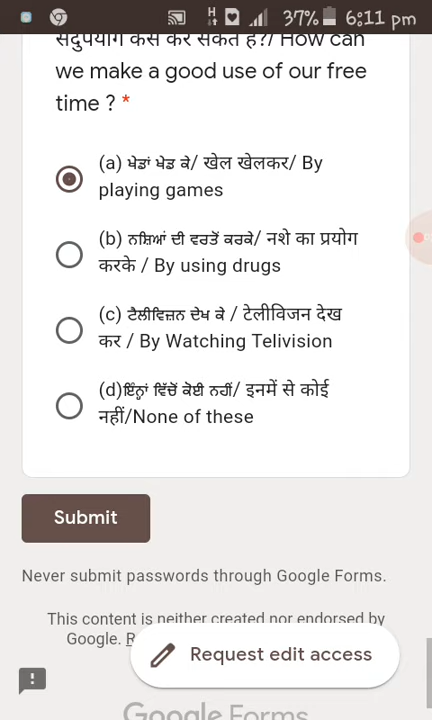 37% 6:11 pm
सदुपयोग कैसे कर सकते है?/ How can
we make a good use of our free
time ? *
(a) ਖੇਡਾਂ ਖੇਡ ਕੇ/ खेल खेलकर/ By
playing games
(b) ਨਸ਼ਿਆਂ ਦੀ ਵਰਤੋਂ ਕਰਕੇ/ नशे का प्रयोग
करके / By using drugs
(c) ਟੈਲੀਵਿਜ਼ਨ ਦੇਖ ਕੇ / टेलीविजन देख
कर / By Watching Telivision
(d)ਇੰਨ੍ਹਾਂ ਵਿੱਚੋਂ ਕੋਈ ਨਹੀਂ/ इनमें से कोई
नहीं/None of these
Submit
Never submit passwords through Google Forms.
This content is neither created nor endorsed by
Google.
Request edit access
Google Forms